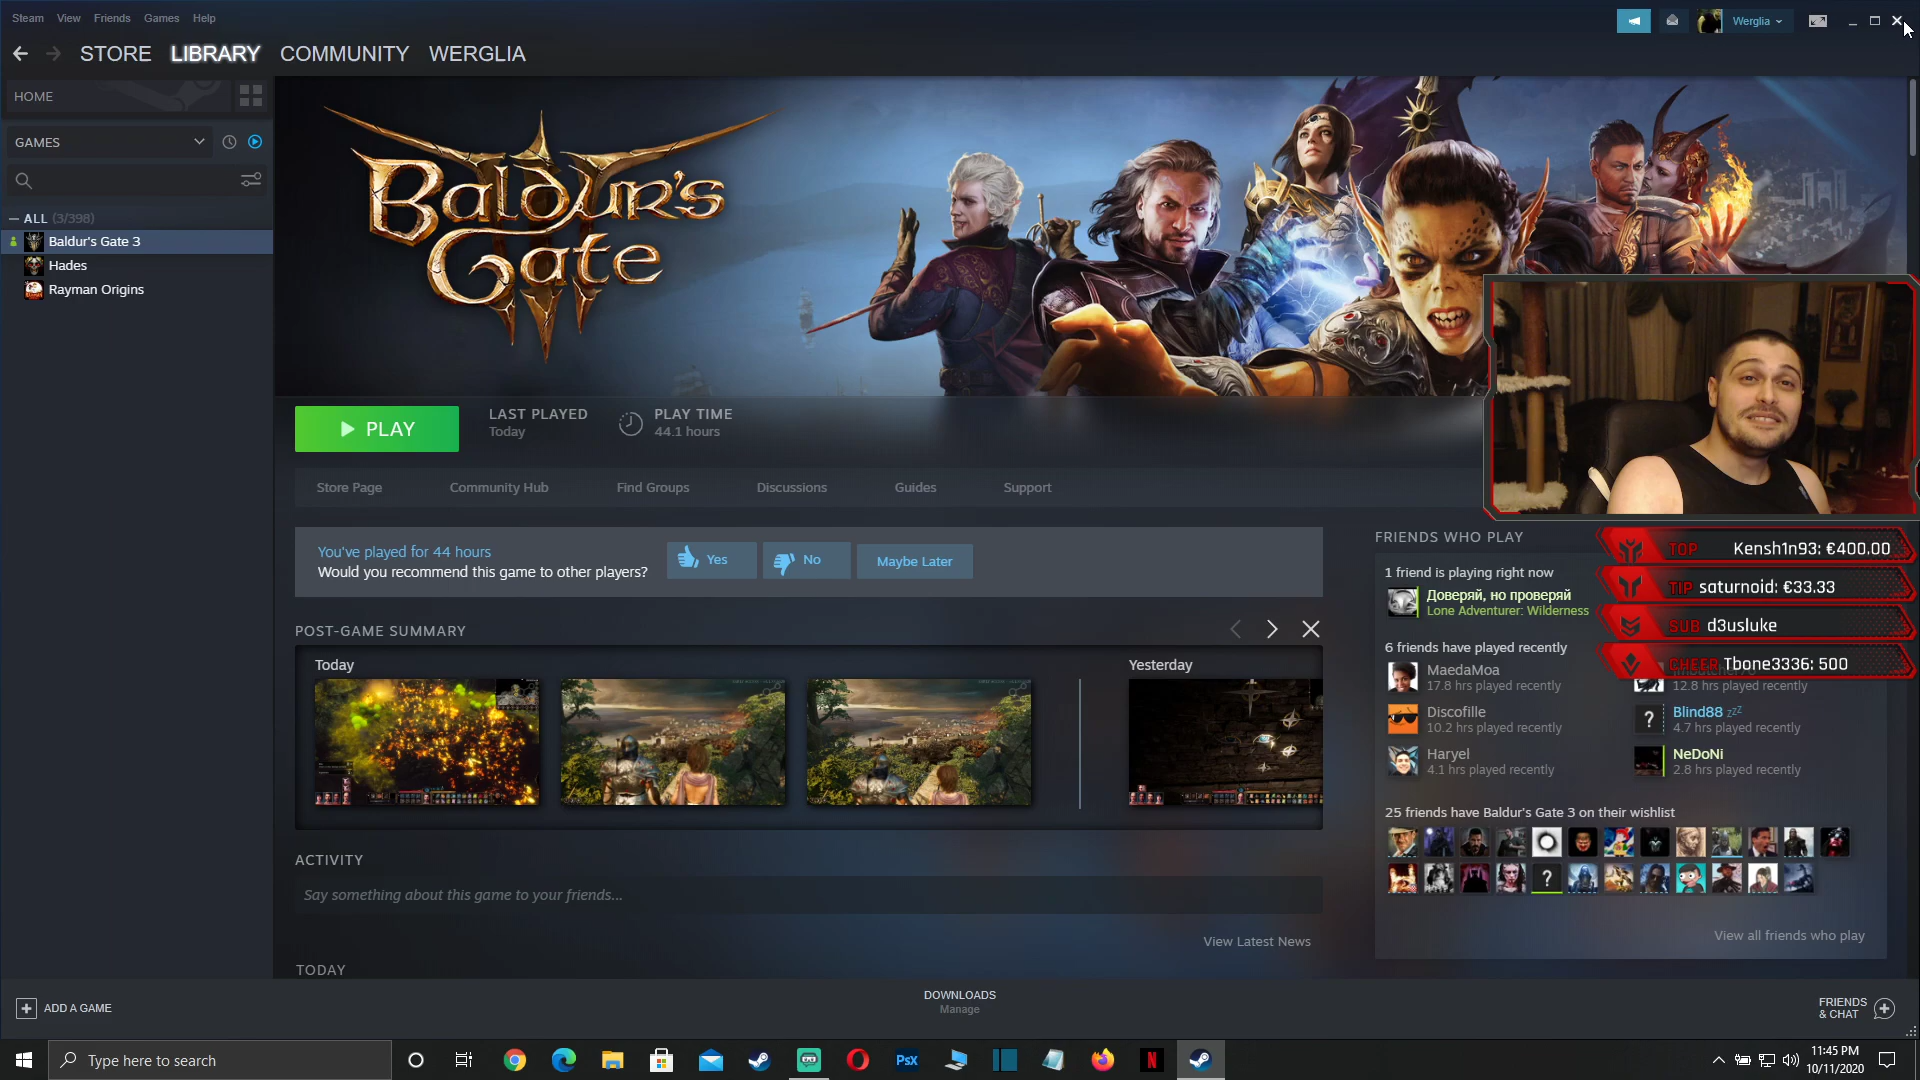 Steam View Friends Games Help
Werglia
STORE LIBRARY COMMUNITY WERGLIA
HOME
GAMES
ALL (3/398)
Baldur's Gate 3
Hades
Rayman Origins
Baldur's
Gate
PLAY
LAST PLAYED
Today
PLAY TIME
44.1 hours
Store Page Community Hub Find Groups Discussions Guides Support
You've played for 44 hours
Would you recommend this game to other players?
Yes No Maybe Later
POST-GAME SUMMARY
Today
Yesterday
ACTIVITY
Say something about this game to your friends...
View Latest News
TODAY
FRIENDS WHO PLAY
1 friend is playing right now
Доверяй, но проверяй
Lone Adventurer: Wilderness
6 friends have played recently
MaedaMoa
17.8 hrs played recently
12.8 hrs played recently
Discofille
10.2 hrs played recently
Blind88 zzZ
4.7 hrs played recently
Haryel
4.1 hrs played recently
NeDoNi
2.8 hrs played recently
25 friends have Baldur's Gate 3 on their wishlist
View all friends who play
TOP Kensh1n93: €400.00
TIP saturnoid: €33.33
SUB d3usluke
CHEER Tbone3336: 500
ADD A GAME
DOWNLOADS
Manage
FRIENDS
& CHAT
Type here to search
PsX
N
11:45 PM
10/11/2020